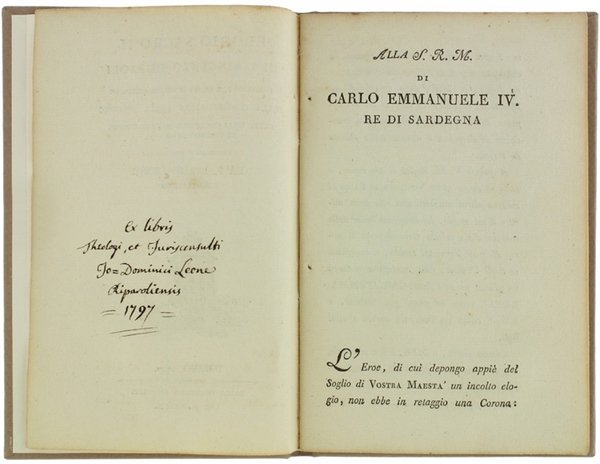 Ex libris
Theologi, et Jurisconsulti
Jo= Dominici Leone
Riparoliensis
= 1797 =
ALLA S. R. M.
DI
CARLO EMMANUELE IV.
RE DI SARDEGNA
L' Eroe, di cui depongo appiè del
Soglio di VOSTRA MAESTA' un incolto elo-
gio, non ebbe in retaggio una Corona: